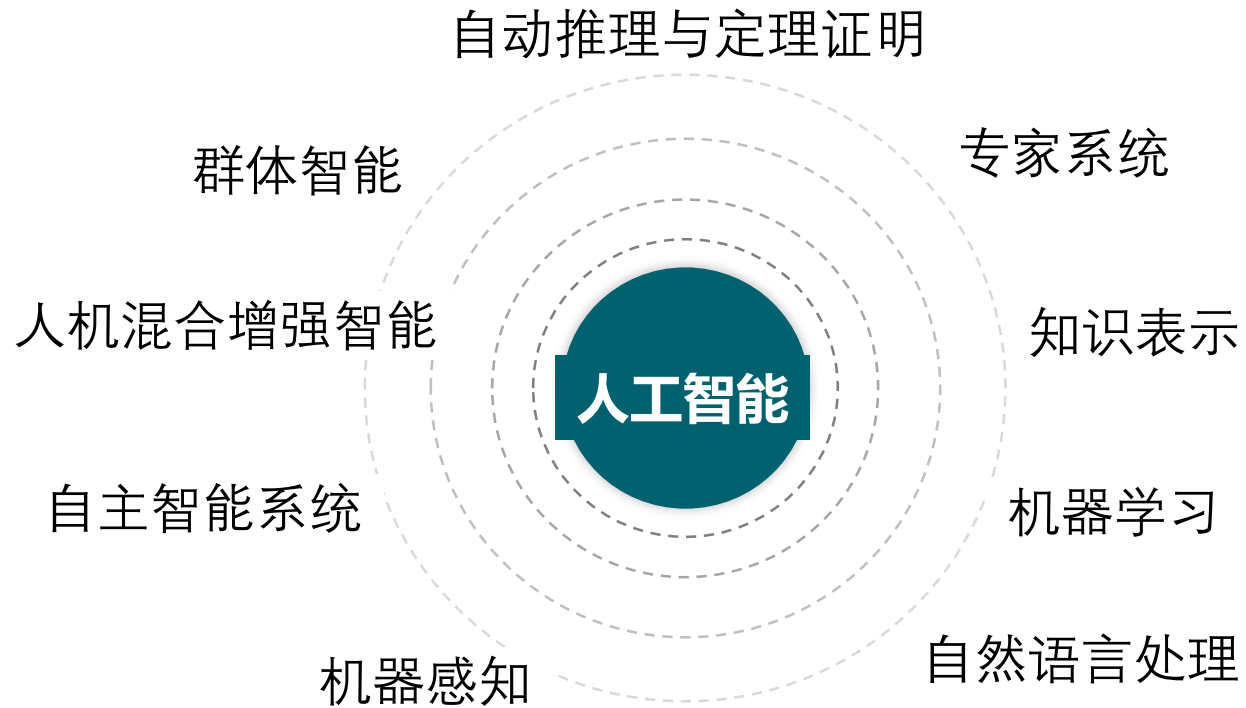 自动推理与定理证明
专家系统
群体智能
人机混合增强智能
知识表示
人工智能
自主智能系统
机器学习
自然语言处理
机器感知